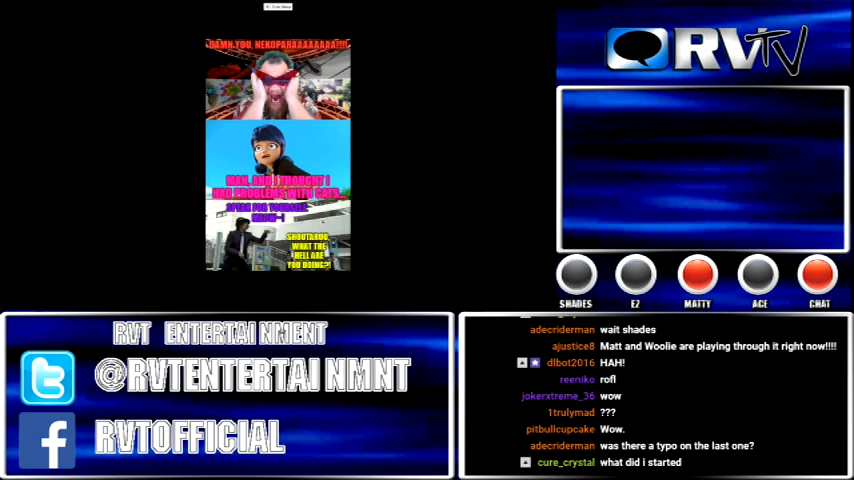 DAMN YOU, NEKOPARAAAAAAAA!!!!
MAN, AND I THOUGHT I
HAD PROBLEMS WITH CATS...
SPEAK FOR YOURSELF,
MEOW~!
SHOUTAROU,
WHAT THE
HELL ARE
YOU DOING?!
RVTV
SHADES
EZ
MATTY
ACE
CHAT
RVT ENTERTAINMENT
@RVTENTERTAINMNT
RVTOFFICIAL
adecriderman wait shades
ajustice8 Matt and Woolie are playing through it right now!!!!
dlbot2016 HAH!
reeniko rofl
jokerxtreme_36 wow
1trulymad ???
pitbullcupcake Wow.
adecriderman was there a typo on the last one?
cure_crystal what did i started